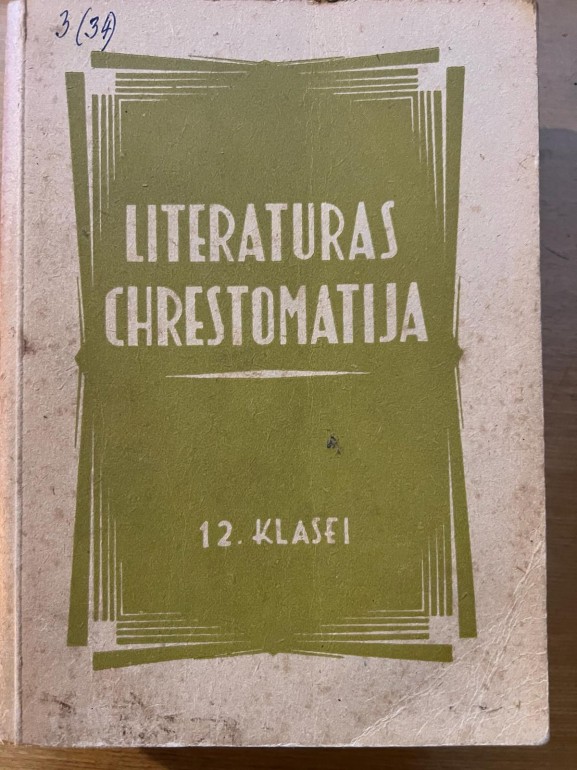 3 (34)
LITERATURAS
CHRESTOMATIJA
12. KLASEI